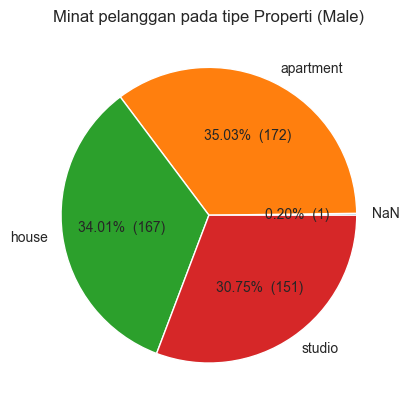 Minat pelanggan pada tipe Properti (Male)
apartment
35.03% (172)
0.20% (1)
NaN
34.01% (167)
house
30.75% (151)
studio